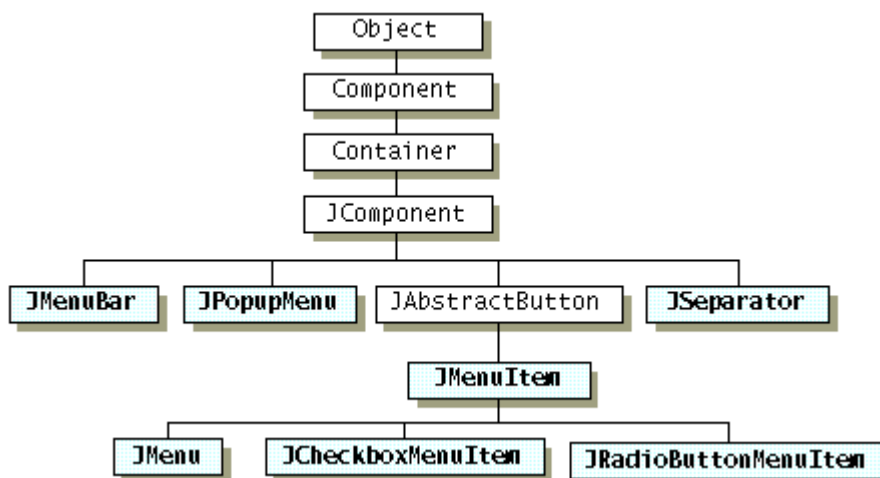 Object
Component
Container
JComponent
JMenuBar
JPopupMenu
JAbstractButton
JSeparator
JMenuItem
JMenu
JCheckboxMenuItem
JRadioButtonMenuItem